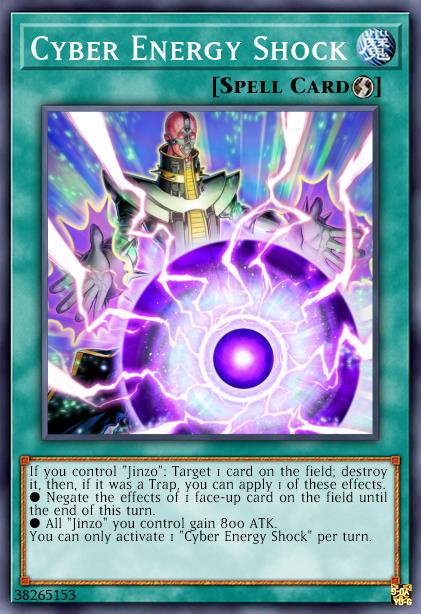 Cyber Energy Shock
魔
[Spell Card]
If you control "Jinzo": Target 1 card on the field; destroy
it, then, if it was a Trap, you can apply 1 of these effects.
● Negate the effects of 1 face-up card on the field until
the end of this turn.
● All "Jinzo" you control gain 800 ATK.
You can only activate 1 "Cyber Energy Shock" per turn.
38265153